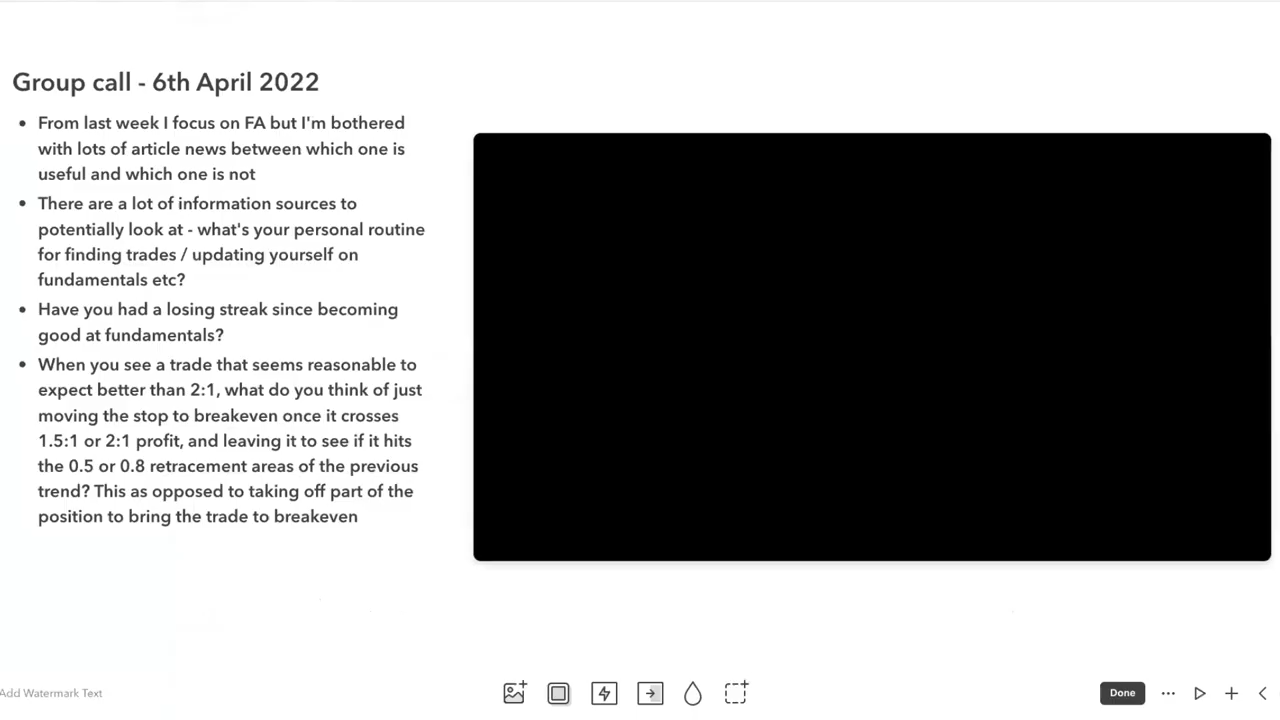 Group call - 6th April 2022
• From last week I focus on FA but I'm bothered
with lots of article news between which one is
useful and which one is not
• There are a lot of information sources to
potentially look at - what's your personal routine
for finding trades / updating yourself on
fundamentals etc?
• Have you had a losing streak since becoming
good at fundamentals?
• When you see a trade that seems reasonable to
expect better than 2:1, what do you think of just
moving the stop to breakeven once it crosses
1.5:1 or 2:1 profit, and leaving it to see if it hits
the 0.5 or 0.8 retracement areas of the previous
trend? This as opposed to taking off part of the
position to bring the trade to breakeven
Add Watermark Text
Done